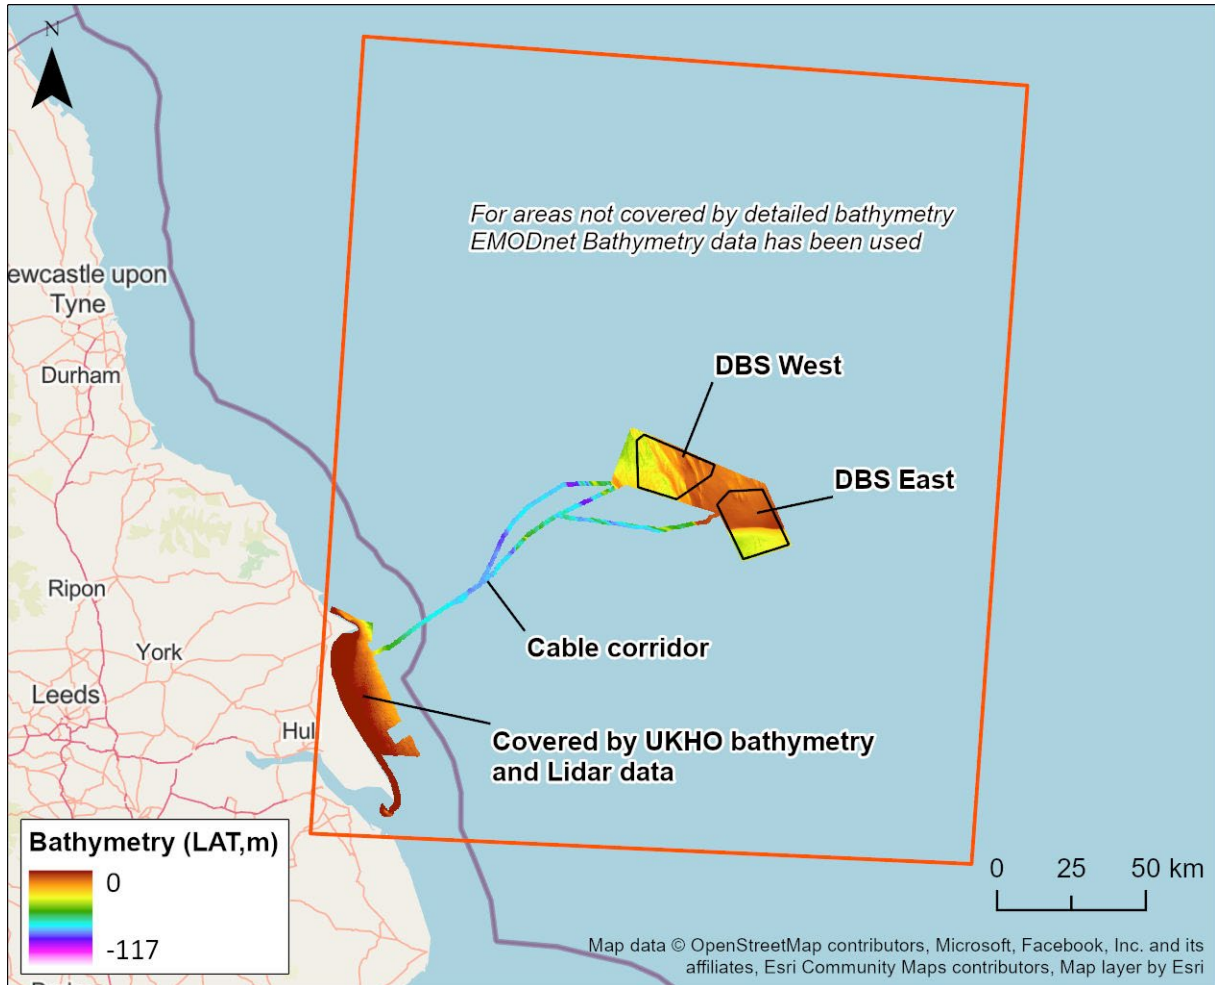 N
For areas not covered by detailed bathymetry
EMODnet Bathymetry data has been used
ewcastle upon
Tyne
Durham
DBS West
DBS East
Ripon
York
Cable corridor
Leeds
Hul
Covered by UKHO bathymetry
and Lidar data
Bathymetry (LAT,m)
0
-117
0 25 50 km
Map data © OpenStreetMap contributors, Microsoft, Facebook, Inc. and its
affiliates, Esri Community Maps contributors, Map layer by Esri